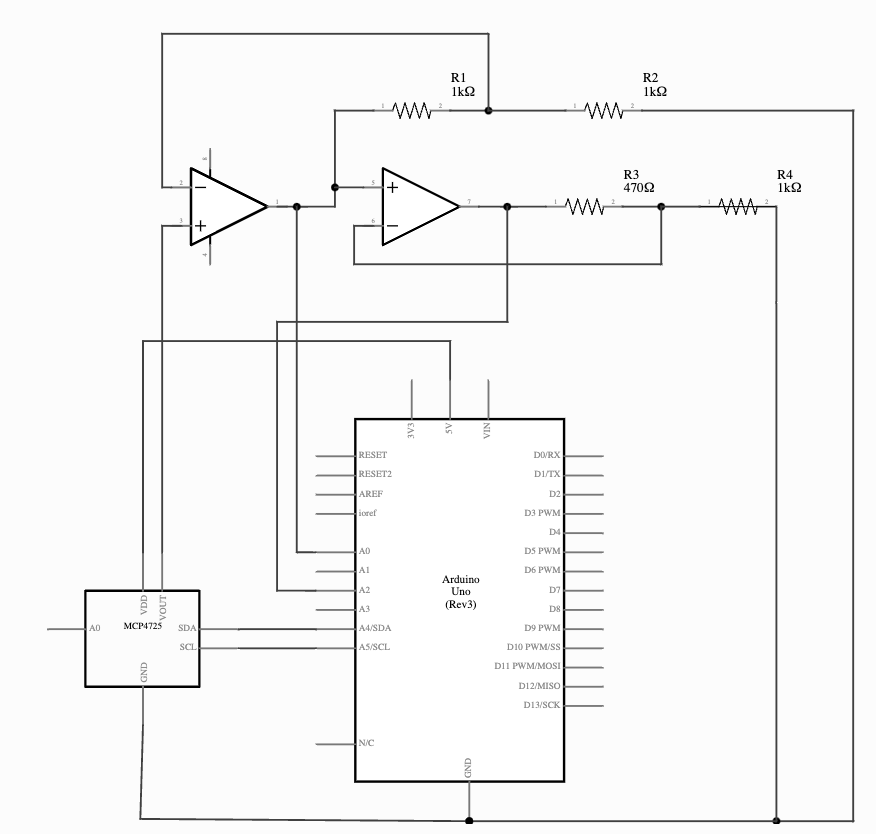 R1
1kΩ
R2
1kΩ
1 2
1 2
8
2
−
3
+
1
4
5
+
6
−
7
R3
470Ω
R4
1kΩ
1 2
1 2
3V3
5V
VIN
RESET
RESET2
AREF
ioref
A0
A1
A2
A3
A4/SDA
A5/SCL
N/C
D0/RX
D1/TX
D2
D3 PWM
D4
D5 PWM
D6 PWM
D7
D8
D9 PWM
D10 PWM/SS
D11 PWM/MOSI
D12/MISO
D13/SCK
Arduino
Uno
(Rev3)
GND
VDD
VOUT
MCP4725
A0
SDA
SCL
GND